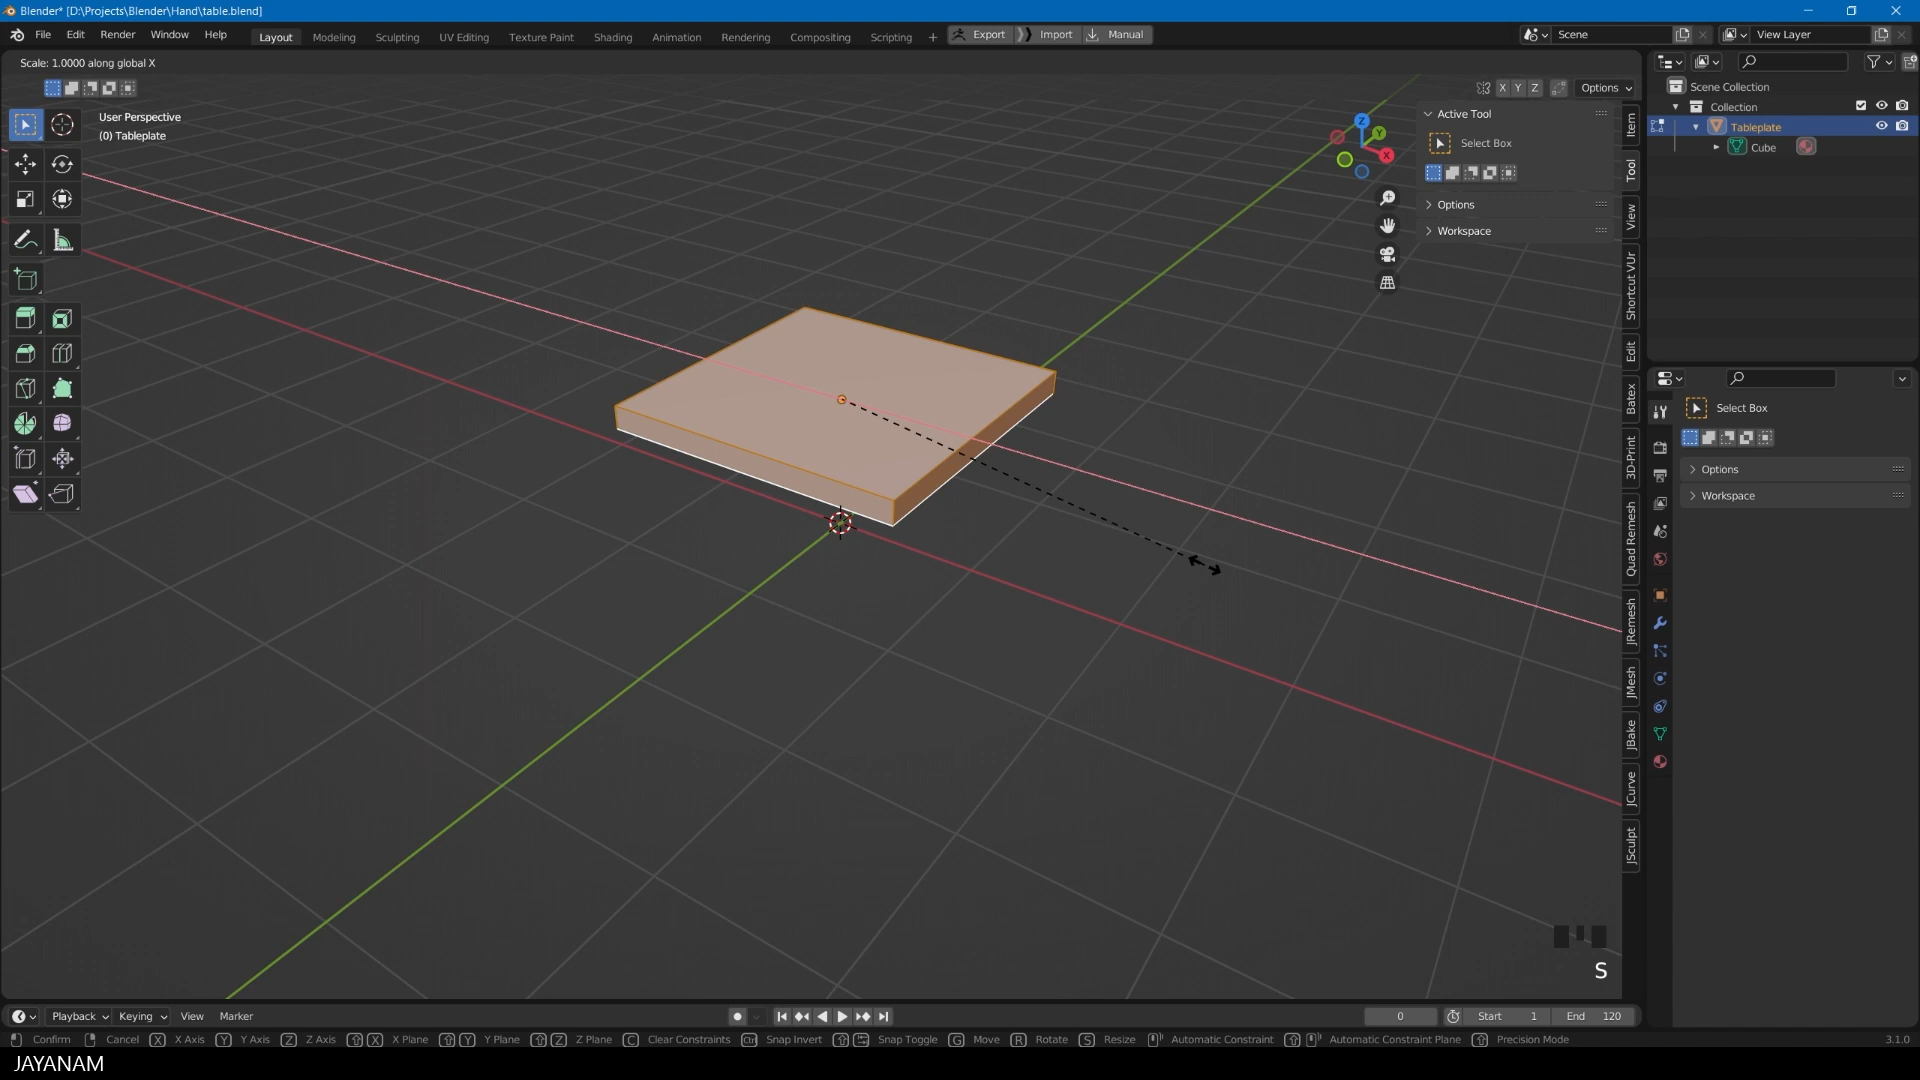 Blender* [D:\Projects\Blender\Hand\table.blend]
File Edit Render Window Help Layout Modeling Sculpting UV Editing Texture Paint Shading Animation Rendering Compositing Scripting + Export Import Manual Scene View Layer
Scale: 1.0000 along global X
X Y Z Options
User Perspective
(0) Tableplate
Z
Y
X
Active Tool
Select Box
Options
Workspace
Item
Tool
View
Shortcut VUr
Edit
Batex
3D-Print
Quad Remesh
JRemesh
JMesh
JBake
JCurve
JSculpt
Scene Collection
Collection
Tableplate
Cube
Select Box
Options
Workspace
S
Playback Keying View Marker 0 Start 1 End 120
Confirm Cancel X X Axis Y Y Axis Z Z Axis X X Plane Y Y Plane Z Z Plane C Clear Constraints Ctrl Snap Invert Snap Toggle G Move R Rotate S Resize Automatic Constraint Automatic Constraint Plane Precision Mode 3.1.0
JAYANAM